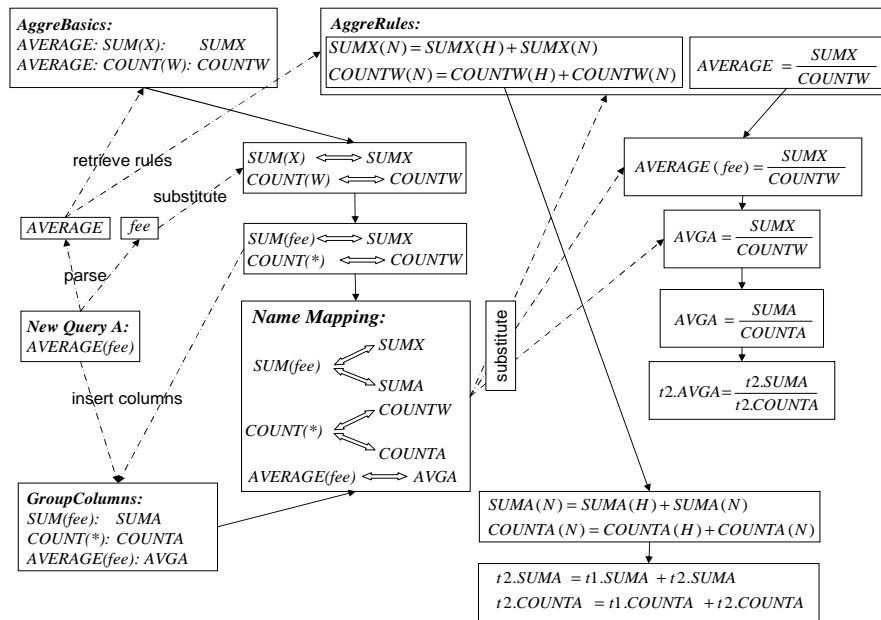 AggreBasics:
AVERAGE: SUM(X): SUMX
AVERAGE: COUNT(W): COUNTW
AggreRules:
SUMX(N)=SUMX(H)+SUMX(N)
COUNTW(N)=COUNTW(H)+COUNTW(N)
AVERAGE = SUMX
COUNTW
retrieve rules
SUM(X) SUMX
COUNT(W) COUNTW
AVERAGE(fee)= SUMX
COUNTW
substitute
AVERAGE
fee
SUM(fee) SUMX
COUNT(*) COUNTW
AVGA = SUMX
COUNTW
parse
New Query A:
AVERAGE(fee)
Name Mapping:
SUM(fee)
SUMX
SUMA
COUNT(*)
COUNTW
COUNTA
AVERAGE(fee) AVGA
substitute
AVGA = SUMA
COUNTA
t2.AVGA= t2.SUMA
t2.COUNTA
insert columns
GroupColumns:
SUM(fee): SUMA
COUNT(*): COUNTA
AVERAGE(fee): AVGA
SUMA(N)=SUMA(H)+SUMA(N)
COUNTA(N)=COUNTA(H)+COUNTA(N)
t2.SUMA = t1.SUMA + t2.SUMA
t2.COUNTA = t1.COUNTA + t2.COUNTA